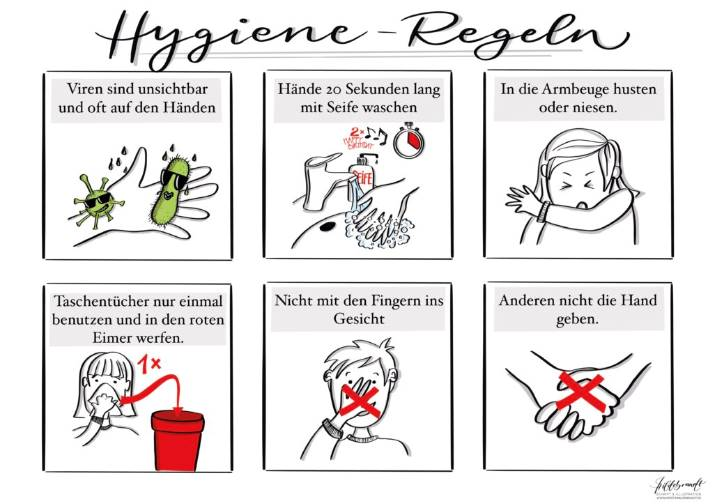 Hygiene-Regeln
Viren sind unsichtbar
und oft auf den Händen
Hände 20 Sekunden lang
mit Seife waschen
2x
HAPPY
BIRTHDAY
SEIFE
In die Armbeuge husten
oder niesen.
Taschentücher nur einmal
benutzen und in den roten
Eimer werfen.
1x
Nicht mit den Fingern ins
Gesicht
Anderen nicht die Hand
geben.